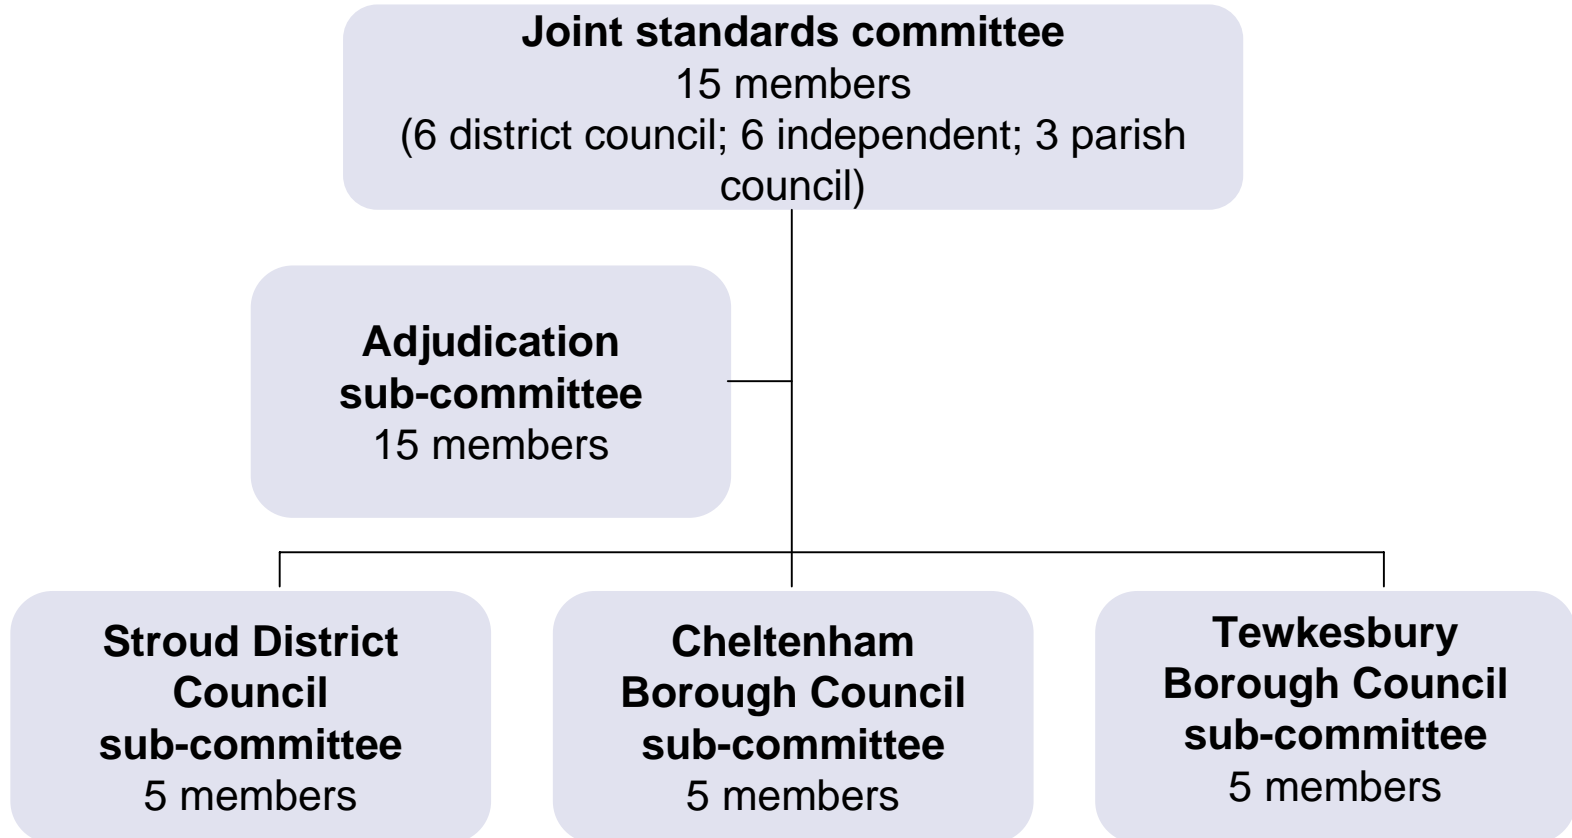 Joint standards committee
15 members
(6 district council; 6 independent; 3 parish
council)
Adjudication
sub-committee
15 members
Stroud District
Council
sub-committee
5 members
Cheltenham
Borough Council
sub-committee
5 members
Tewkesbury
Borough Council
sub-committee
5 members